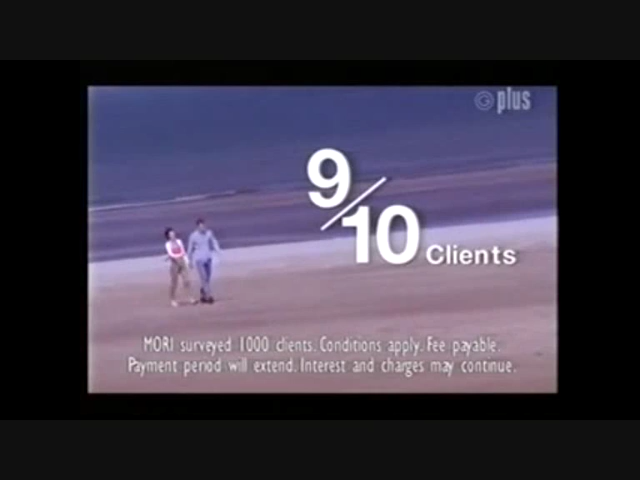 G plus
9/10 Clients
MORI surveyed 1000 clients. Conditions apply. Fee payable.
Payment period will extend. Interest and charges may continue.